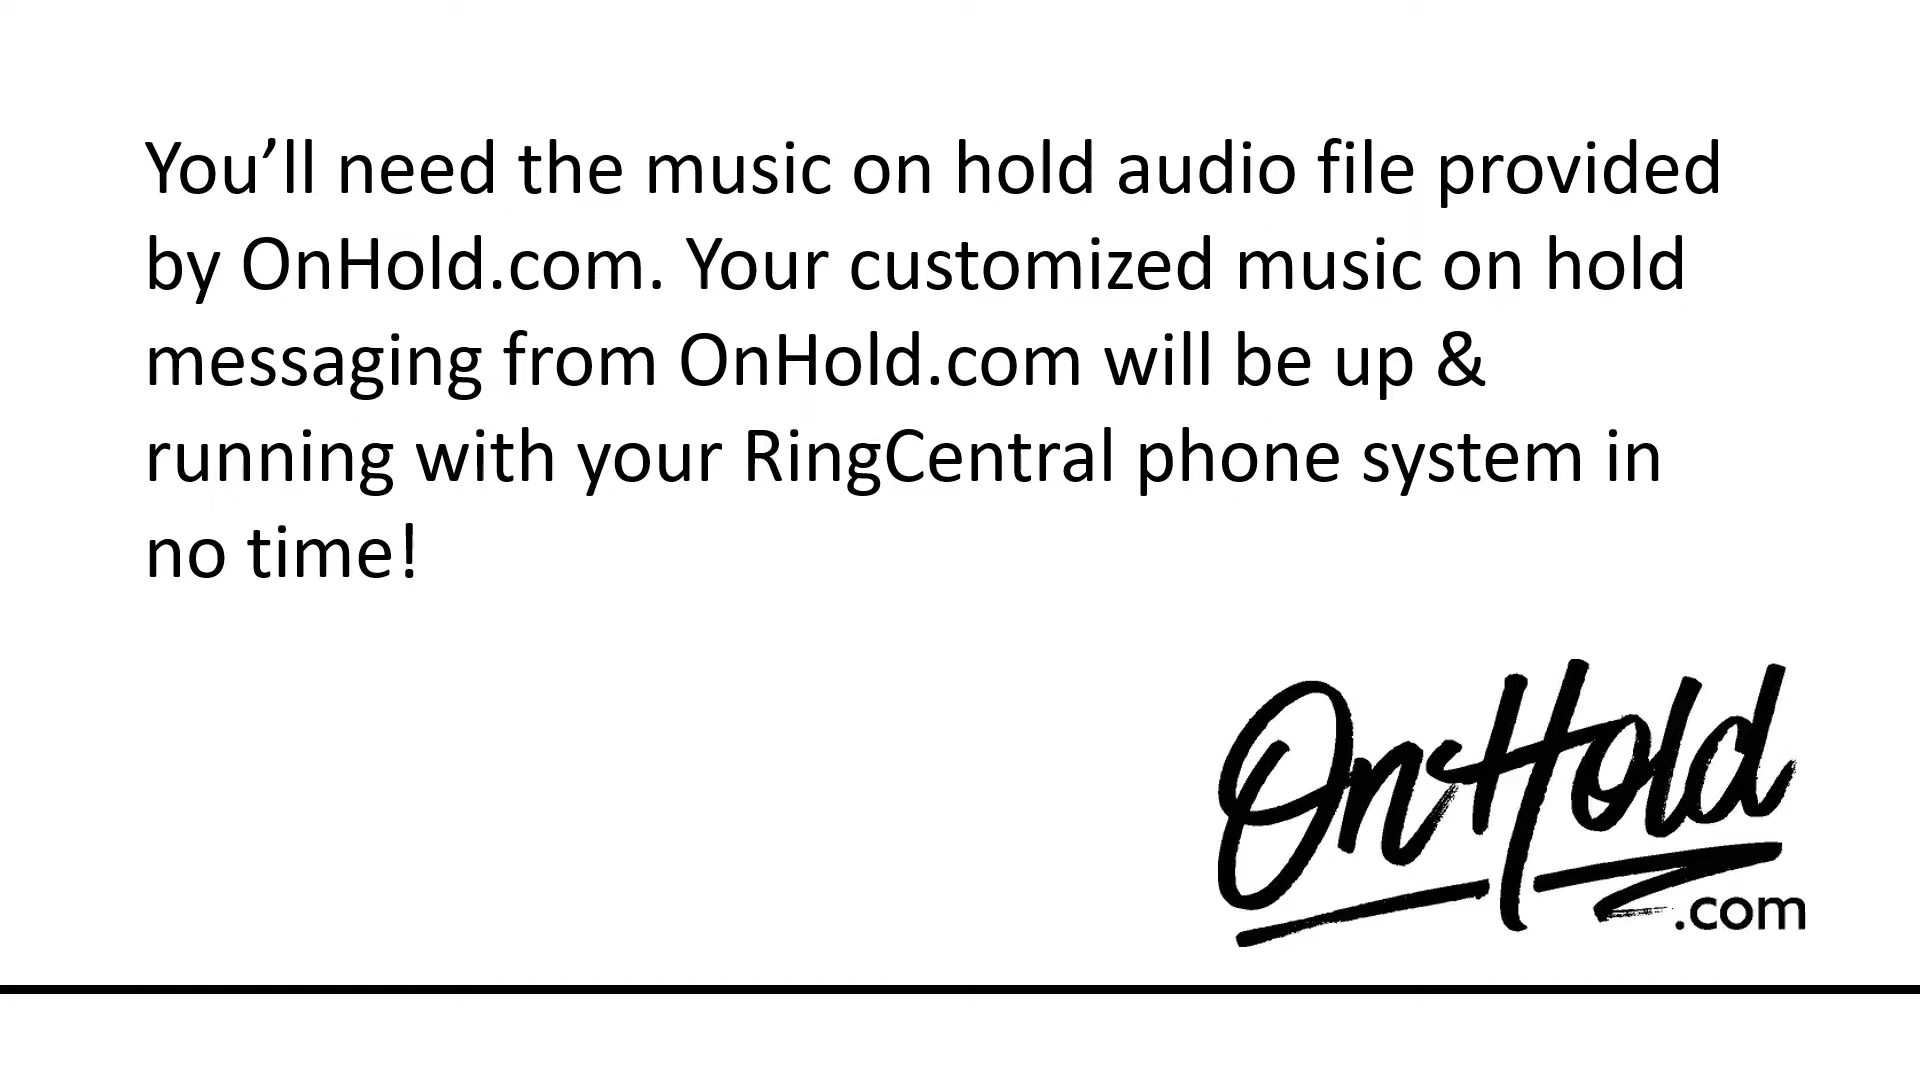 You’ll need the music on hold audio file provided
by OnHold.com. Your customized music on hold
messaging from OnHold.com will be up &
running with your RingCentral phone system in
no time!
OnHold
.com